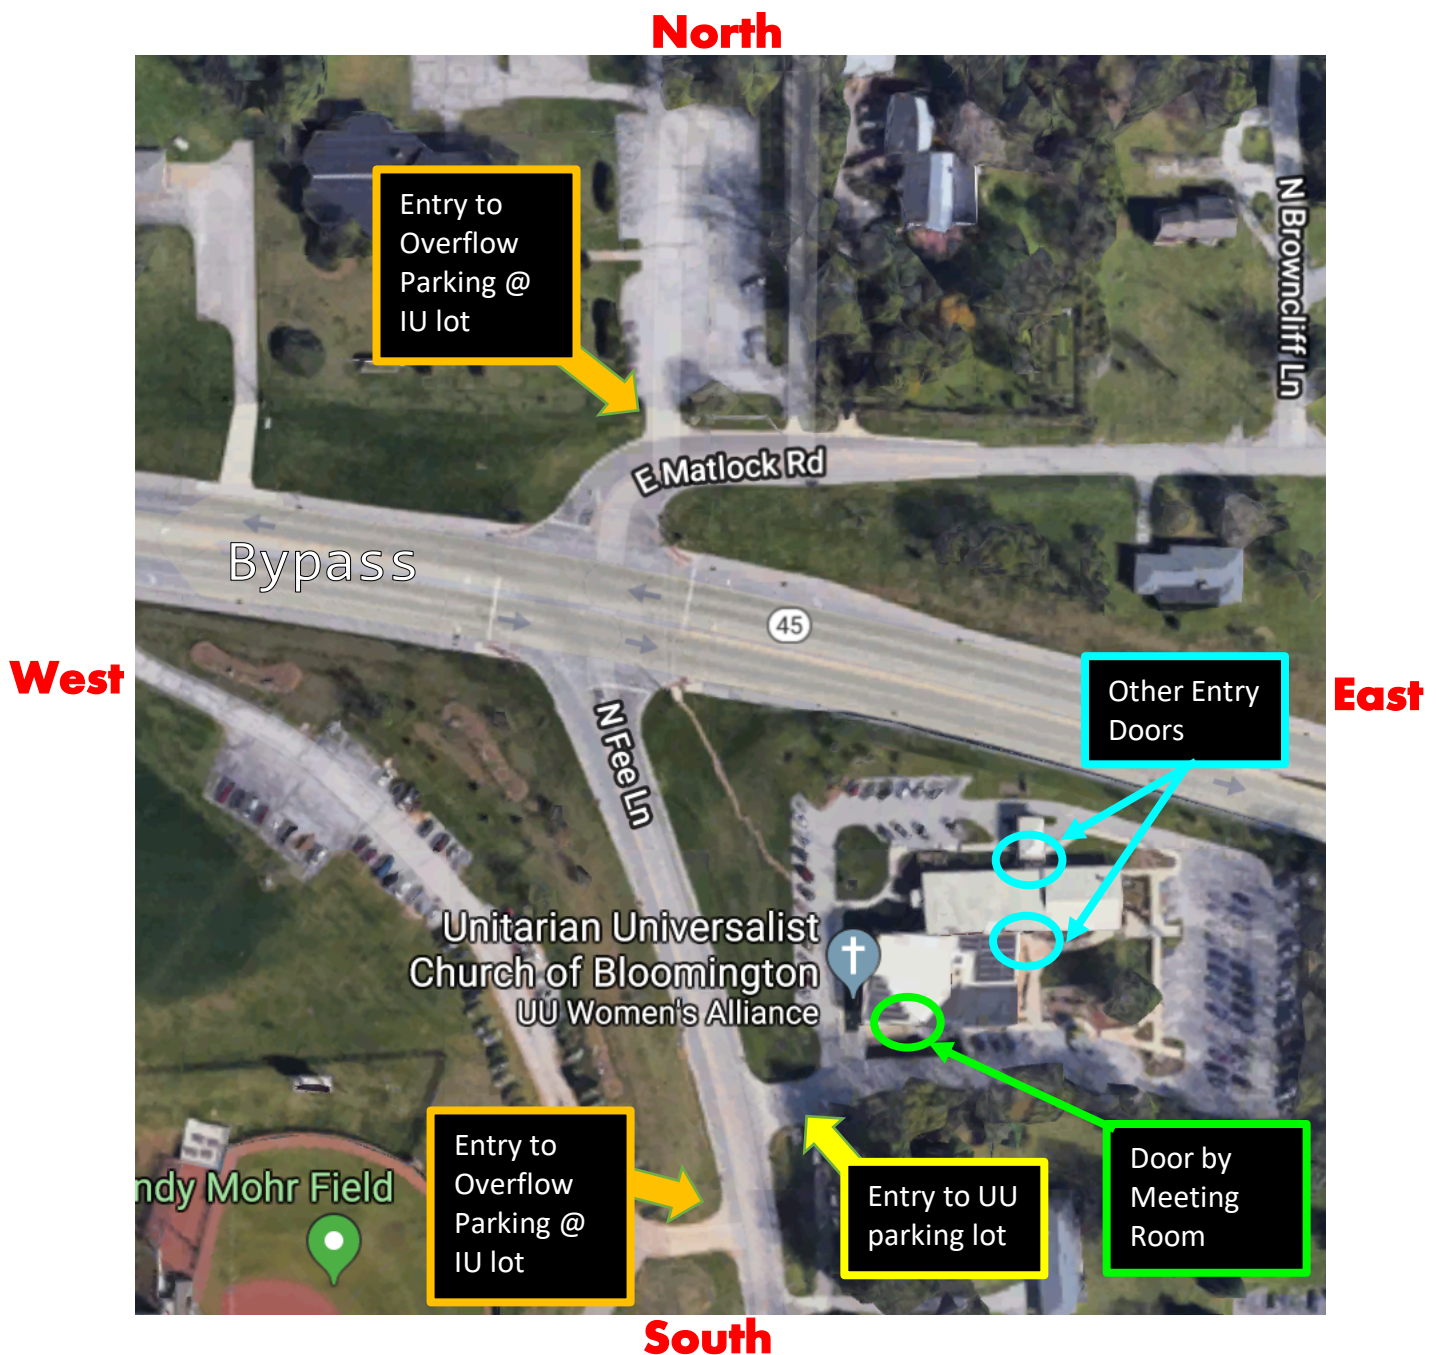 North
Entry to
Overflow
Parking @
IU lot
N Browncliff Ln
E Matlock Rd
Bypass
45
West
East
Other Entry
Doors
N Fee Ln
Unitarian Universalist
Church of Bloomington
UU Women's Alliance
Entry to
Overflow
Parking @
IU lot
Entry to UU
parking lot
Door by
Meeting
Room
ndy Mohr Field
South